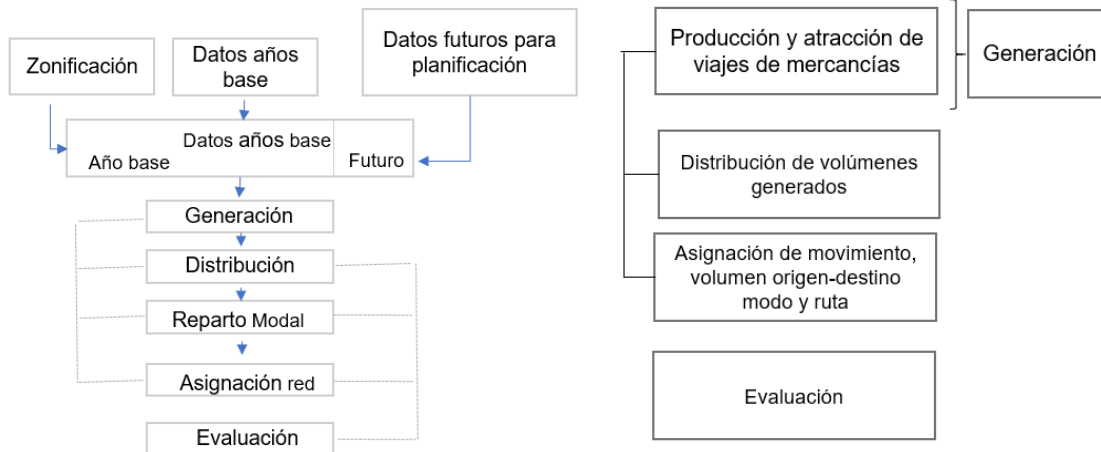 Zonificación
Datos años
base
Datos futuros para
planificación
Datos años base
Año base
Futuro
Generación
Distribución
Reparto Modal
Asignación red
Evaluación
Producción y atracción de
viajes de mercancías
Generación
Distribución de volúmenes
generados
Asignación de movimiento,
volumen origen-destino
modo y ruta
Evaluación